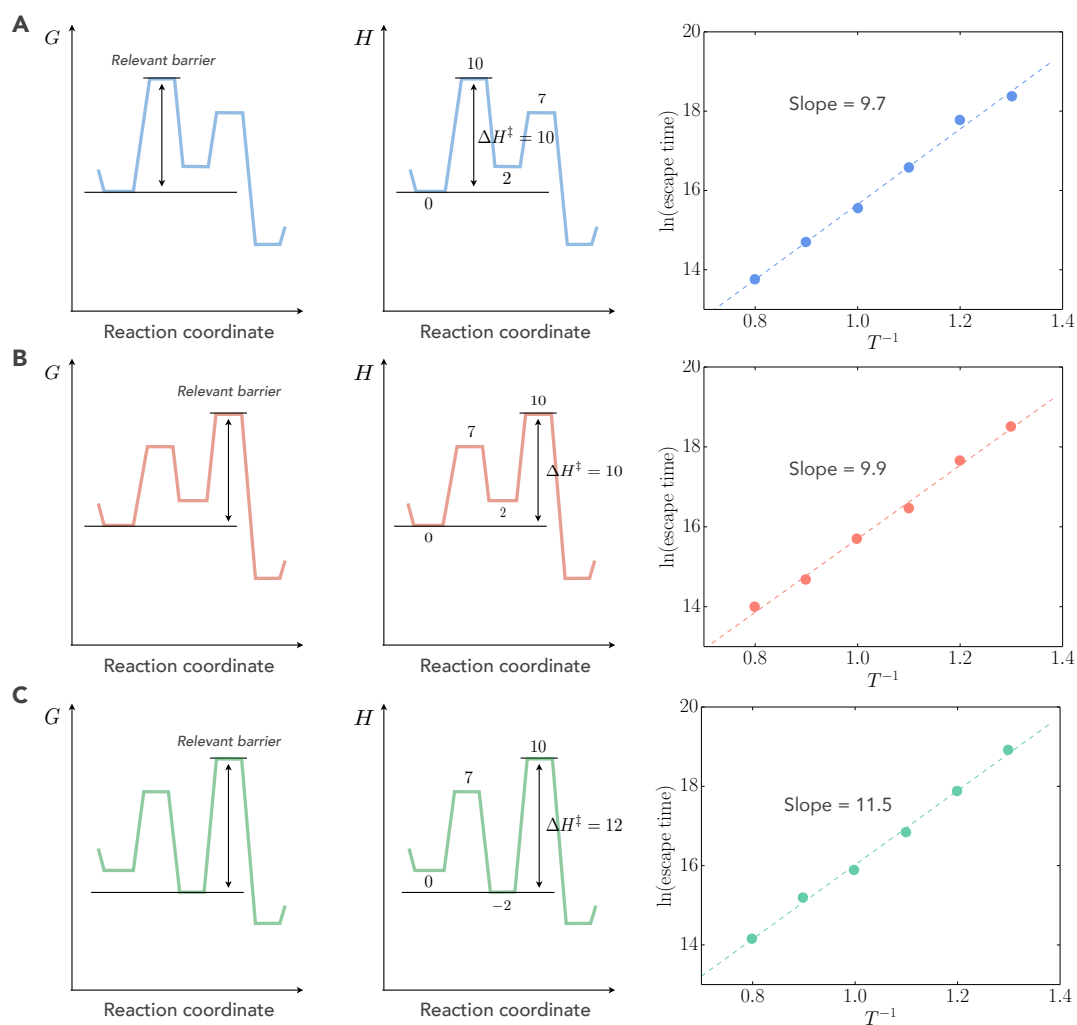 A
G
Relevant barrier
Reaction coordinate
H
10
7
ΔH‡ = 10
2
0
Reaction coordinate
20
18
16
14
ln(escape time)
Slope = 9.7
0.8 1.0 1.2 1.4
T⁻¹
B
G
Relevant barrier
Reaction coordinate
H
10
7
ΔH‡ = 10
2
0
Reaction coordinate
20
18
16
14
ln(escape time)
Slope = 9.9
0.8 1.0 1.2 1.4
T⁻¹
C
G
Relevant barrier
Reaction coordinate
H
10
7
ΔH‡ = 12
0
−2
Reaction coordinate
20
18
16
14
ln(escape time)
Slope = 11.5
0.8 1.0 1.2 1.4
T⁻¹